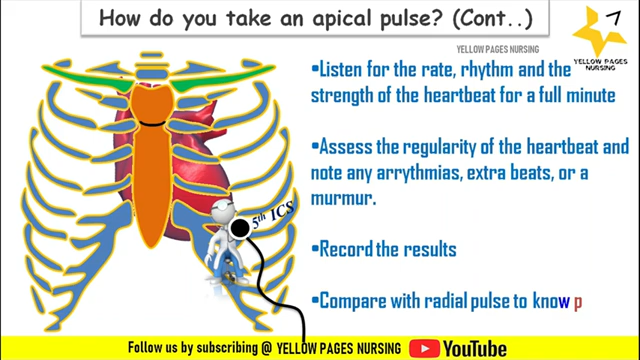 How do you take an apical pulse? (Cont..)
YELLOW PAGES NURSING
YELLOW PAGES
NURSING
•Listen for the rate, rhythm and the
strength of the heartbeat for a full minute
•Assess the regularity of the heartbeat and
note any arrythmias, extra beats, or a
murmur.
5th ICS
•Record the results
•Compare with radial pulse to know p
Follow us by subscribing @ YELLOW PAGES NURSING YouTube